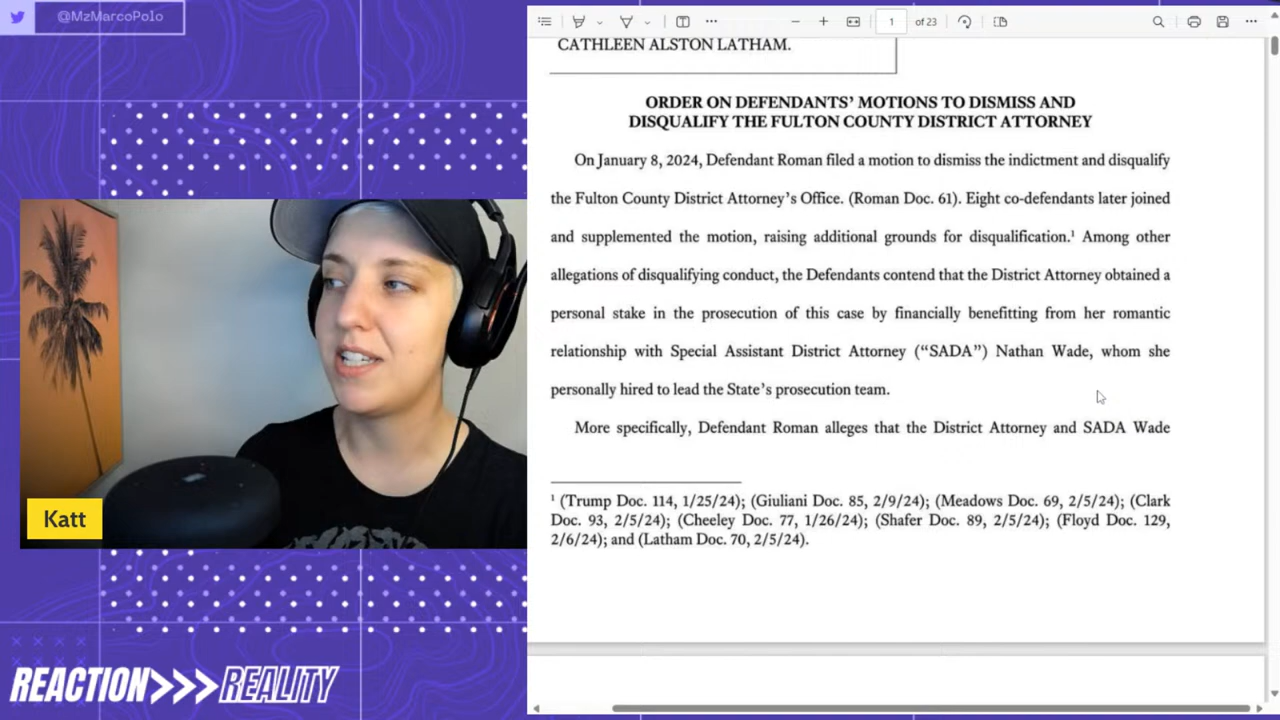 @MzMarcoPolo
1
of 23
CATHLEEN ALSTON LATHAM.
ORDER ON DEFENDANTS’ MOTIONS TO DISMISS AND
DISQUALIFY THE FULTON COUNTY DISTRICT ATTORNEY
On January 8, 2024, Defendant Roman filed a motion to dismiss the indictment and disqualify
the Fulton County District Attorney’s Office. (Roman Doc. 61). Eight co-defendants later joined
and supplemented the motion, raising additional grounds for disqualification.¹ Among other
allegations of disqualifying conduct, the Defendants contend that the District Attorney obtained a
personal stake in the prosecution of this case by financially benefitting from her romantic
relationship with Special Assistant District Attorney (“SADA”) Nathan Wade, whom she
personally hired to lead the State’s prosecution team.
More specifically, Defendant Roman alleges that the District Attorney and SADA Wade
¹ (Trump Doc. 114, 1/25/24); (Giuliani Doc. 85, 2/9/24); (Meadows Doc. 69, 2/5/24); (Clark
Doc. 93, 2/5/24); (Cheeley Doc. 77, 1/26/24); (Shafer Doc. 89, 2/5/24); (Floyd Doc. 129,
2/6/24); and (Latham Doc. 70, 2/5/24).
Katt
REACTION>>>REALITY